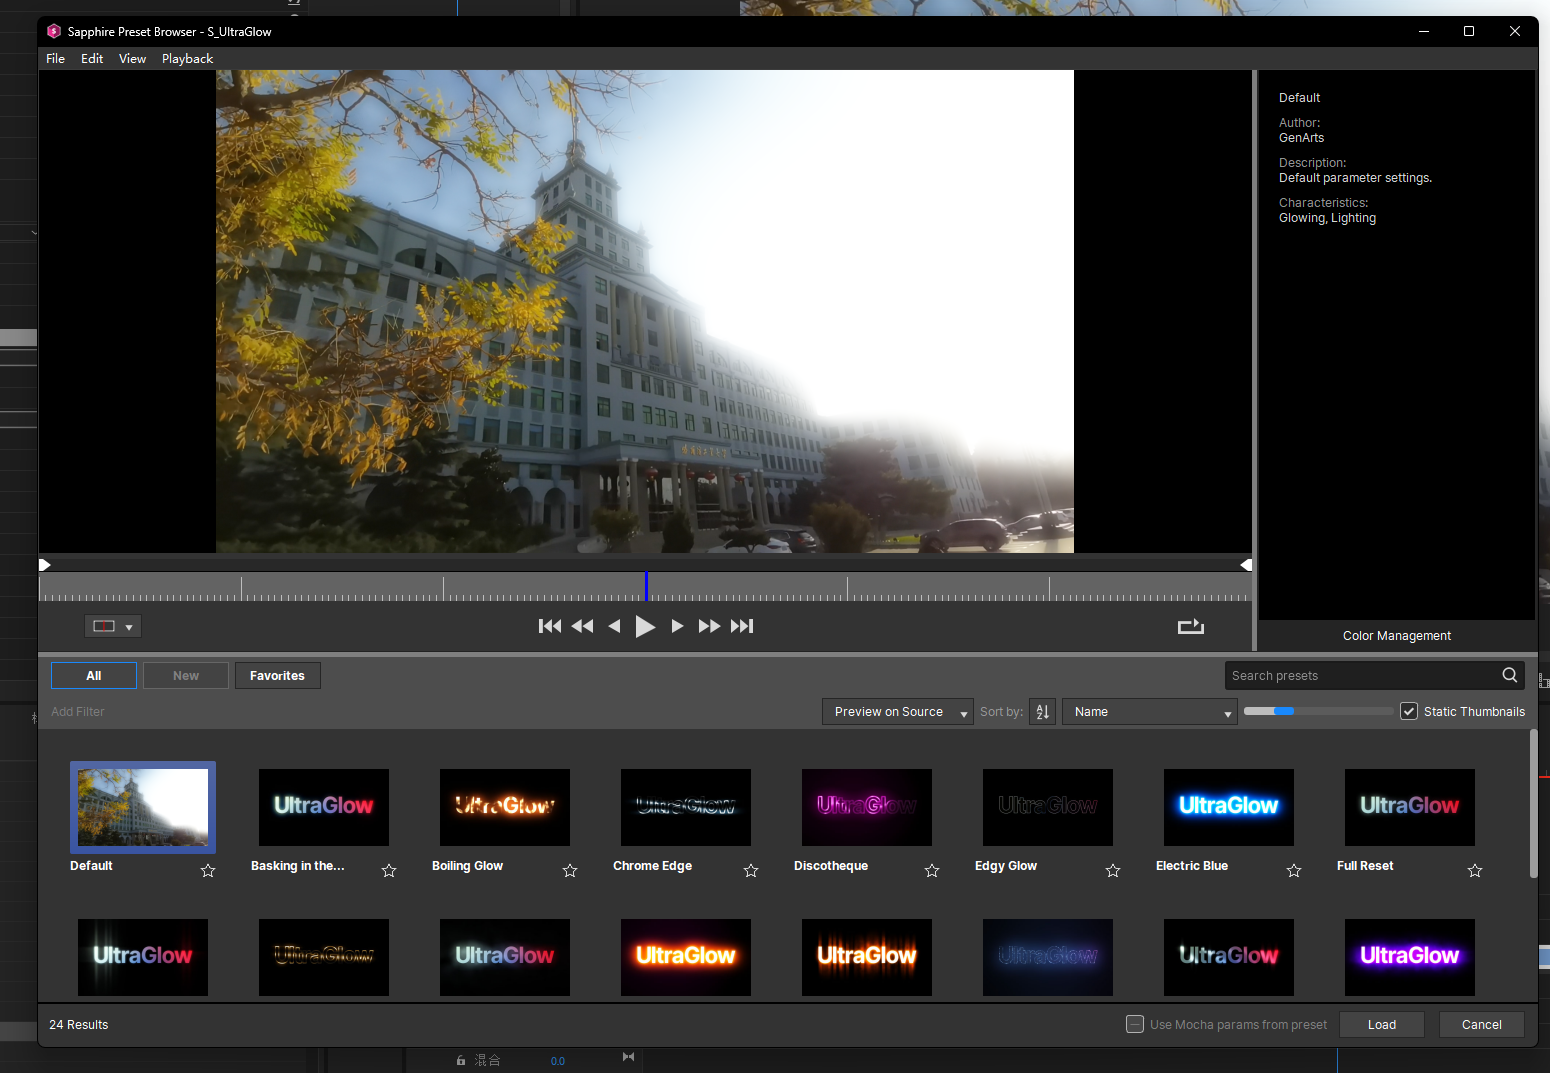 Sapphire Preset Browser - S_UltraGlow
File Edit View Playback
Default
Author:
GenArts
Description:
Default parameter settings.
Characteristics:
Glowing, Lighting
Color Management
All New Favorites
Search presets
Add Filter
Preview on Source
Sort by:
Name
Static Thumbnails
UltraGlow UltraGlow UltraGlow UltraGlow UltraGlow UltraGlow UltraGlow
Default
Basking in the...
Boiling Glow
Chrome Edge
Discotheque
Edgy Glow
Electric Blue
Full Reset
UltraGlow UltraGlow UltraGlow UltraGlow UltraGlow UltraGlow UltraGlow UltraGlow
24 Results
Use Mocha params from preset
Load
Cancel
混合 0.0